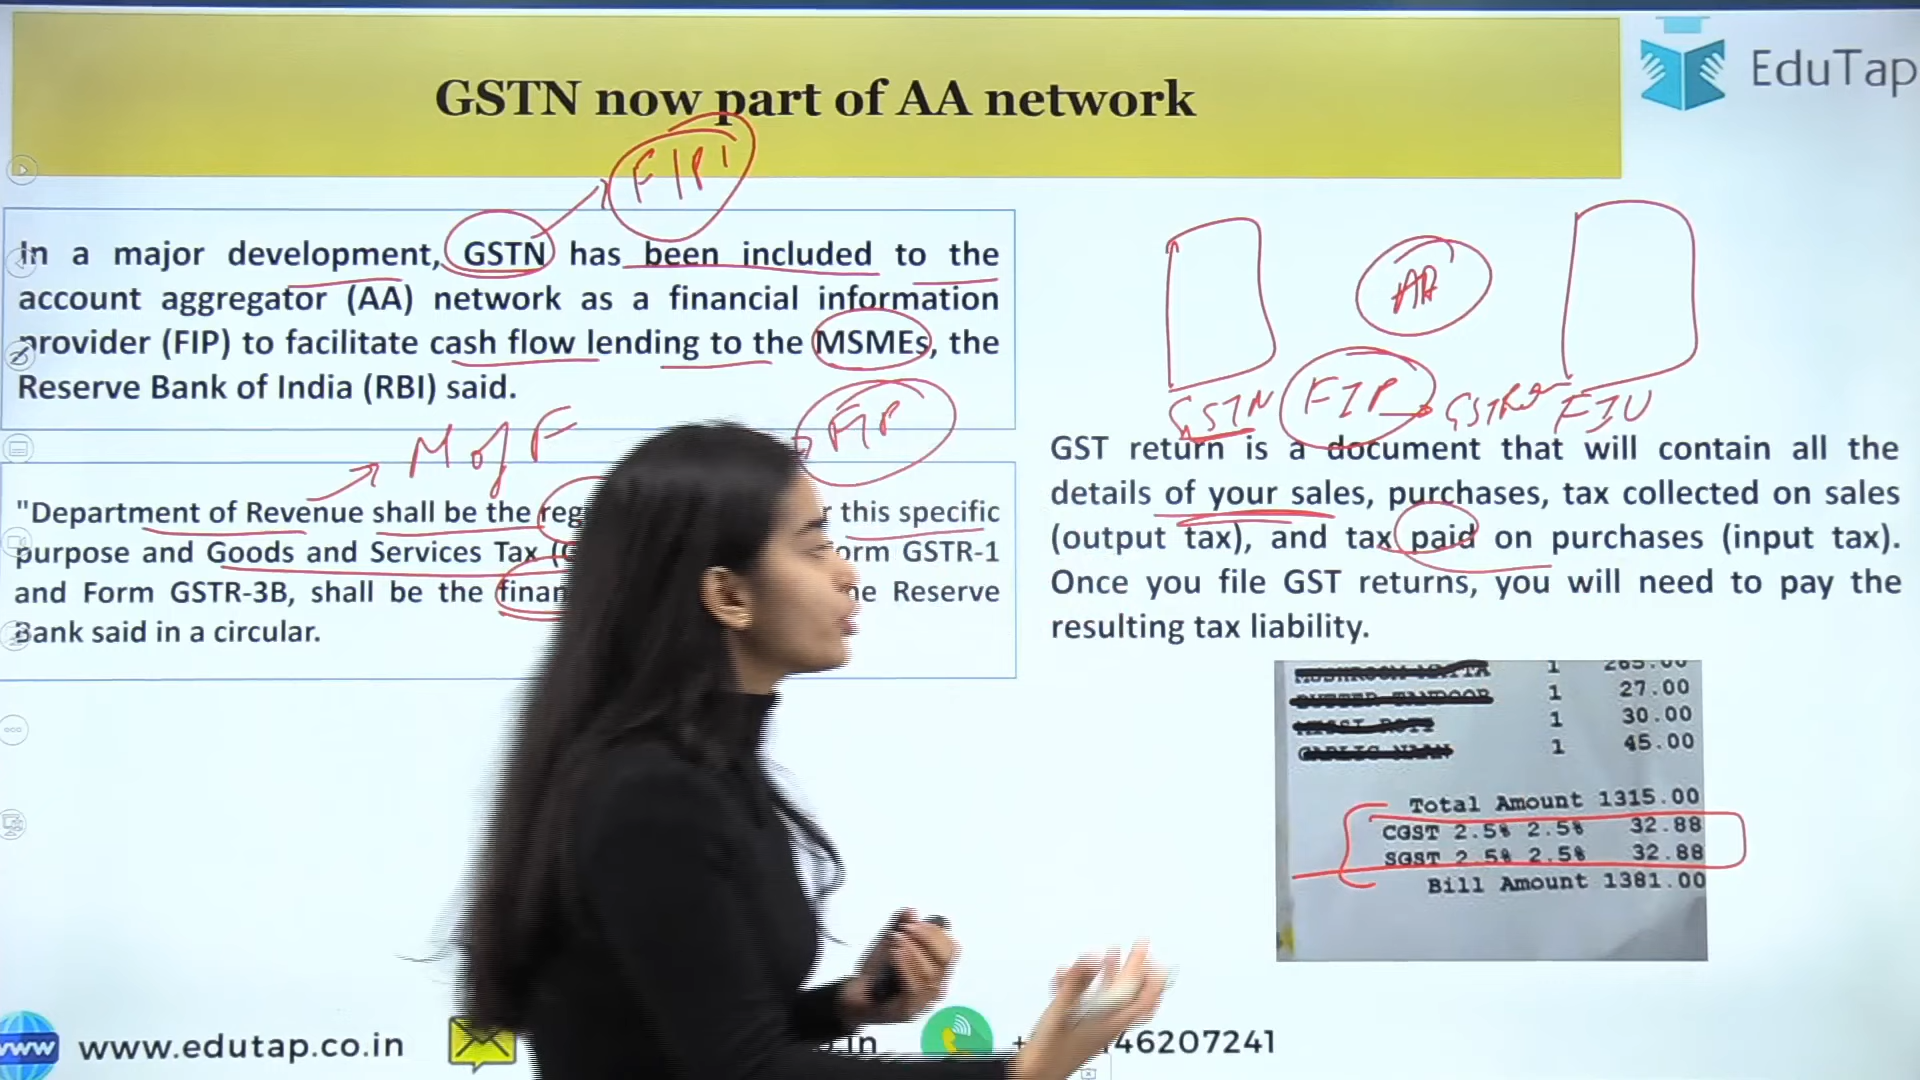 GSTN now part of AA network
EduTap
FIP
In a major development, GSTN has been included to the
account aggregator (AA) network as a financial information
provider (FIP) to facilitate cash flow lending to the MSMEs, the
Reserve Bank of India (RBI) said.
M of F
FIP
"Department of Revenue shall be the reg
this specific
purpose and Goods and Services Tax (
orm GSTR-1
and Form GSTR-3B, shall be the finan
e Reserve
Bank said in a circular.
AA
GSTN
FIP
FIU
GST return is a document that will contain all the
details of your sales, purchases, tax collected on sales
(output tax), and tax paid on purchases (input tax).
Once you file GST returns, you will need to pay the
resulting tax liability.
1 265.00
1 27.00
1 30.00
1 45.00
Total Amount 1315.00
CGST 2.5% 2.5% 32.88
SGST 2.5% 2.5% 32.88
Bill Amount 1381.00
www
www.edutap.co.in
.in
46207241